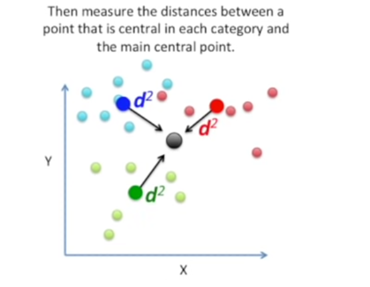 Then measure the distances between a
point that is central in each category and
the main central point.
d²
d²
Y
d²
X